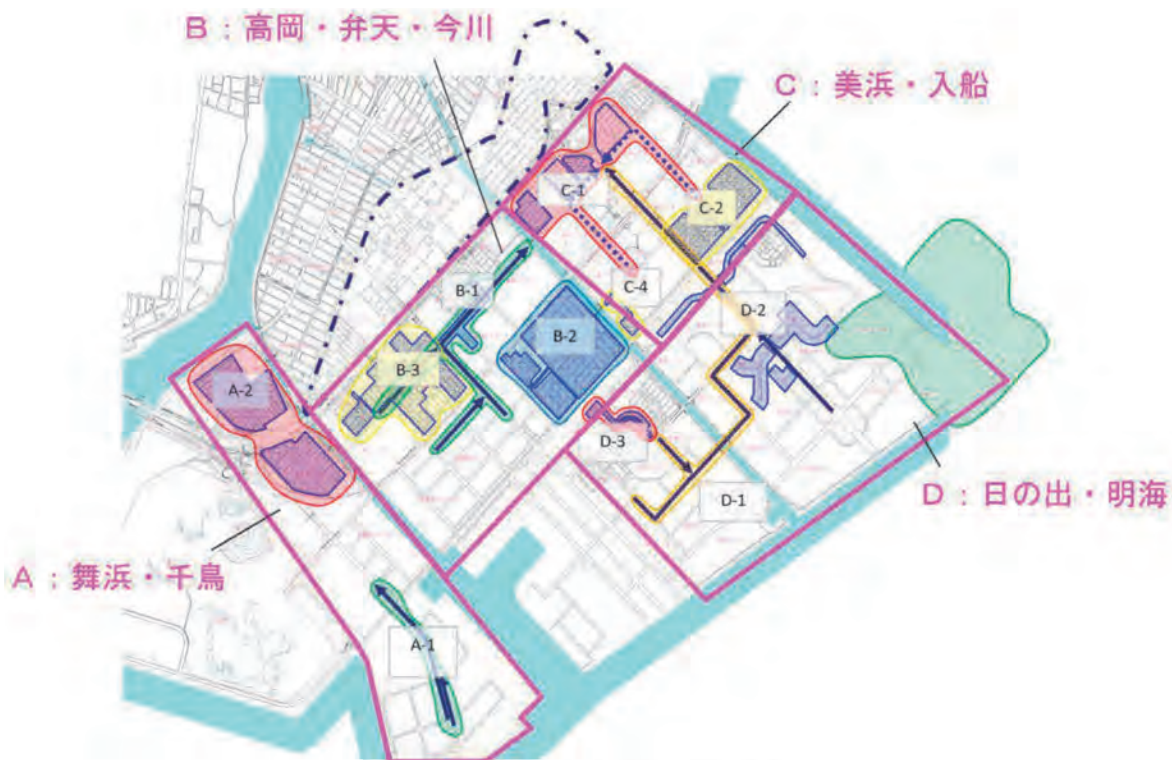 B：高岡・弁天・今川
C：美浜・入船
C-1
C-2
B-1
C-4
D-2
B-2
B-3
A-2
D-3
D-1
D：日の出・明海
A：舞浜・千鳥
A-1